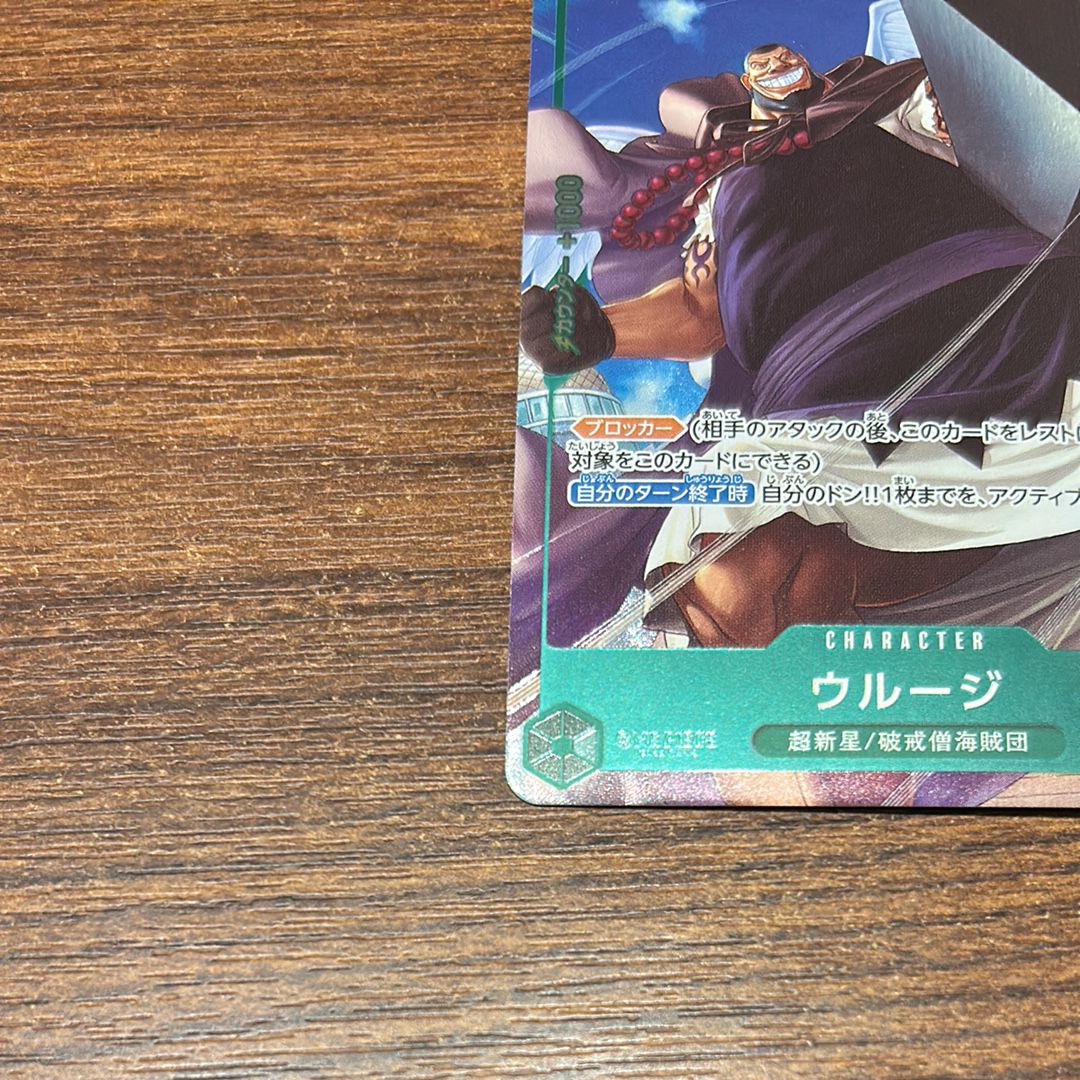 カウンター +1000
ブロッカー (相手のアタックの後、このカードをレスト
対象をこのカードにできる)
自分のターン終了時 自分のドン!!1枚までを、アクティブ
CHARACTER
ウルージ
超新星/破戒僧海賊団